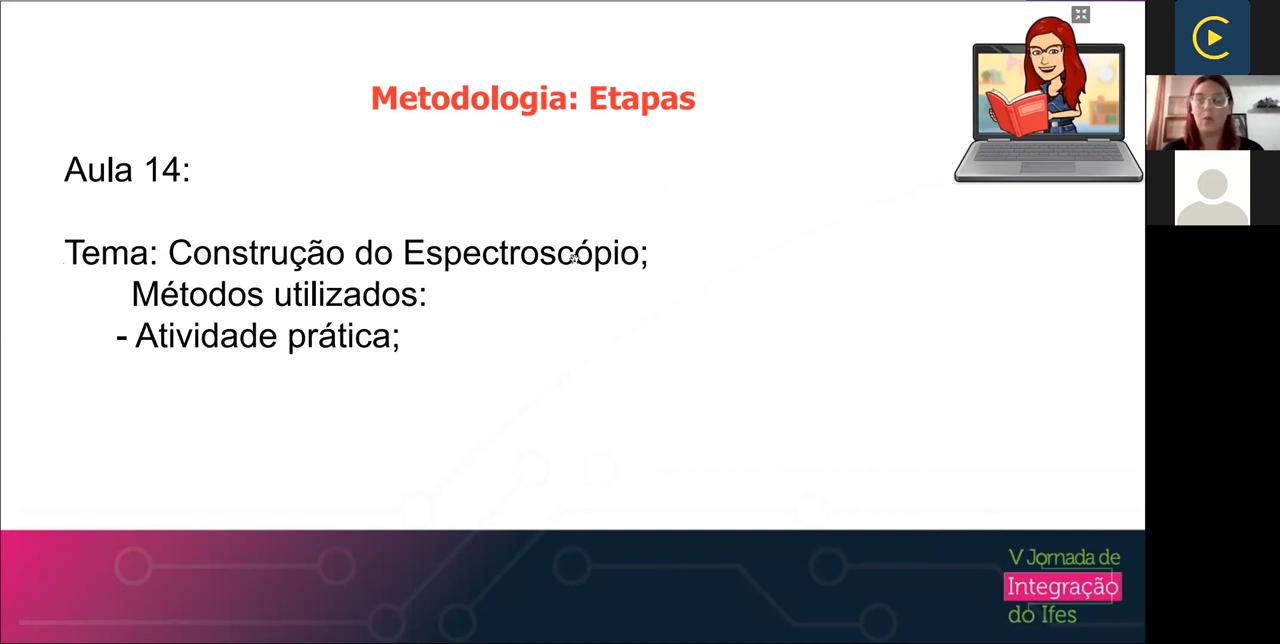 Metodologia: Etapas
Aula 14:
Tema: Construção do Espectroscópio;
Métodos utilizados:
- Atividade prática;
V Jornada de
Integração
do Ifes